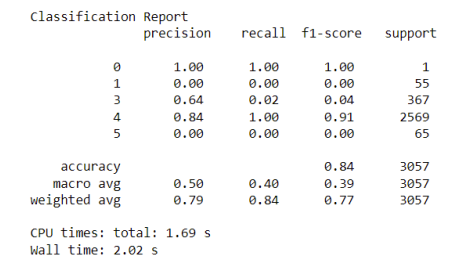 Classification Report
precision recall f1-score support
0 1.00 1.00 1.00 1
1 0.00 0.00 0.00 55
3 0.64 0.02 0.04 367
4 0.84 1.00 0.91 2569
5 0.00 0.00 0.00 65
accuracy 0.84 3057
macro avg 0.50 0.40 0.39 3057
weighted avg 0.79 0.84 0.77 3057
CPU times: total: 1.69 s
Wall time: 2.02 s